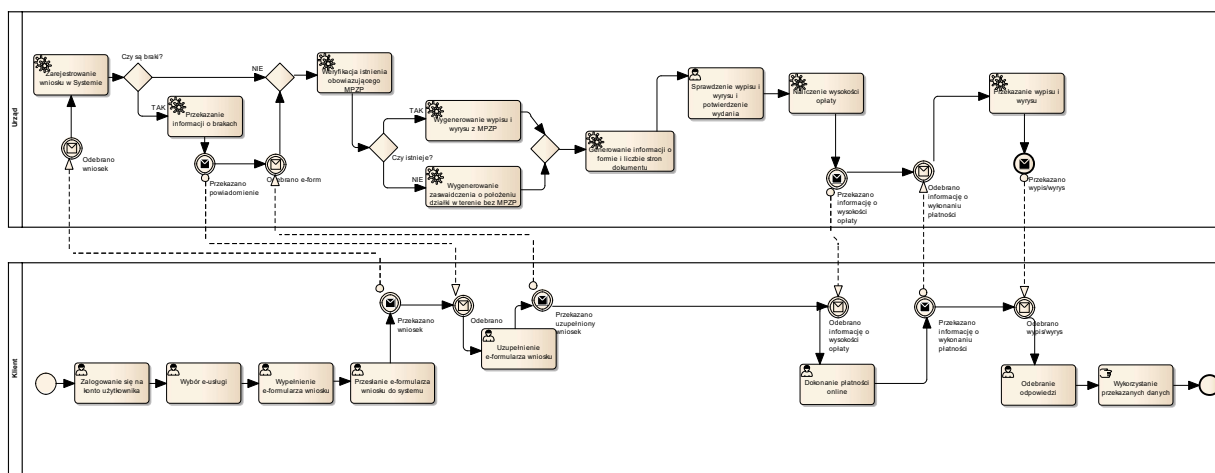 Urząd
Czy są braki?
Zarejestrowanie
wniosku w Systemie
NIE
TAK
Przekazanie
informacji o brakach
Odebrano
wniosek
Przekazano
powiadomienie
Odebrano e-form
Weryfikacja istnienia
obowiązującego
MPZP
TAK
Wygenerowanie wypisu i
wyrysu z MPZP
Czy istnieje?
NIE
Wygenerowanie
zaswaidczenia o położeniu
działki w terenie bez MPZP
Generowanie informacji o
formie i liczbie stron
dokumentu
Sprawdzenie wypisu i
wyrysu i
potwierdzenie
wydania
Naliczenie wysokości
opłaty
Przekazano
informację o
wysokości
opłaty
Odebrano
informację o
wykonaniu
płatności
Przekazanie wypisu i
wyrysu
Przekazano
wypis/wyrys
Klient
Zalogowanie się na
konto użytkownika
Wybór e-usługi
Wypełnienie
e-formularza wniosku
Przesłanie e-formularza
wniosku do systemu
Przekazano
wniosek
Odebrano
Uzupełnienie
e-formularza wniosku
Przekazano
uzupełniony
wniosek
Odebrano
informację o
wysokości
opłaty
Dokonanie płatności
online
Przekazano
informację o
wykonaniu
płatności
Odebrano
wypis/wyrys
Odebranie
odpowiedzi
Wykorzystanie
przekazanych danych